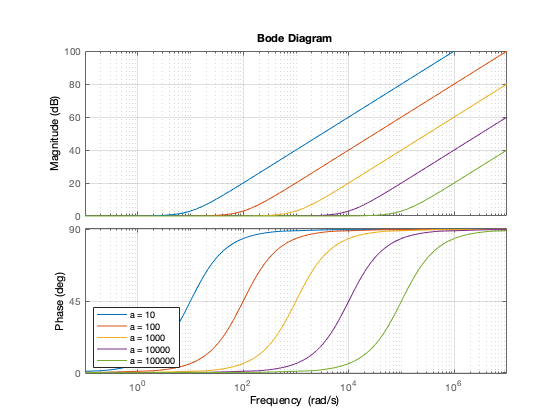 Bode Diagram
Magnitude (dB)
100
80
60
40
20
0
Phase (deg)
90
45
0
a = 10
a = 100
a = 1000
a = 10000
a = 100000
10^0
10^2
10^4
10^6
Frequency (rad/s)